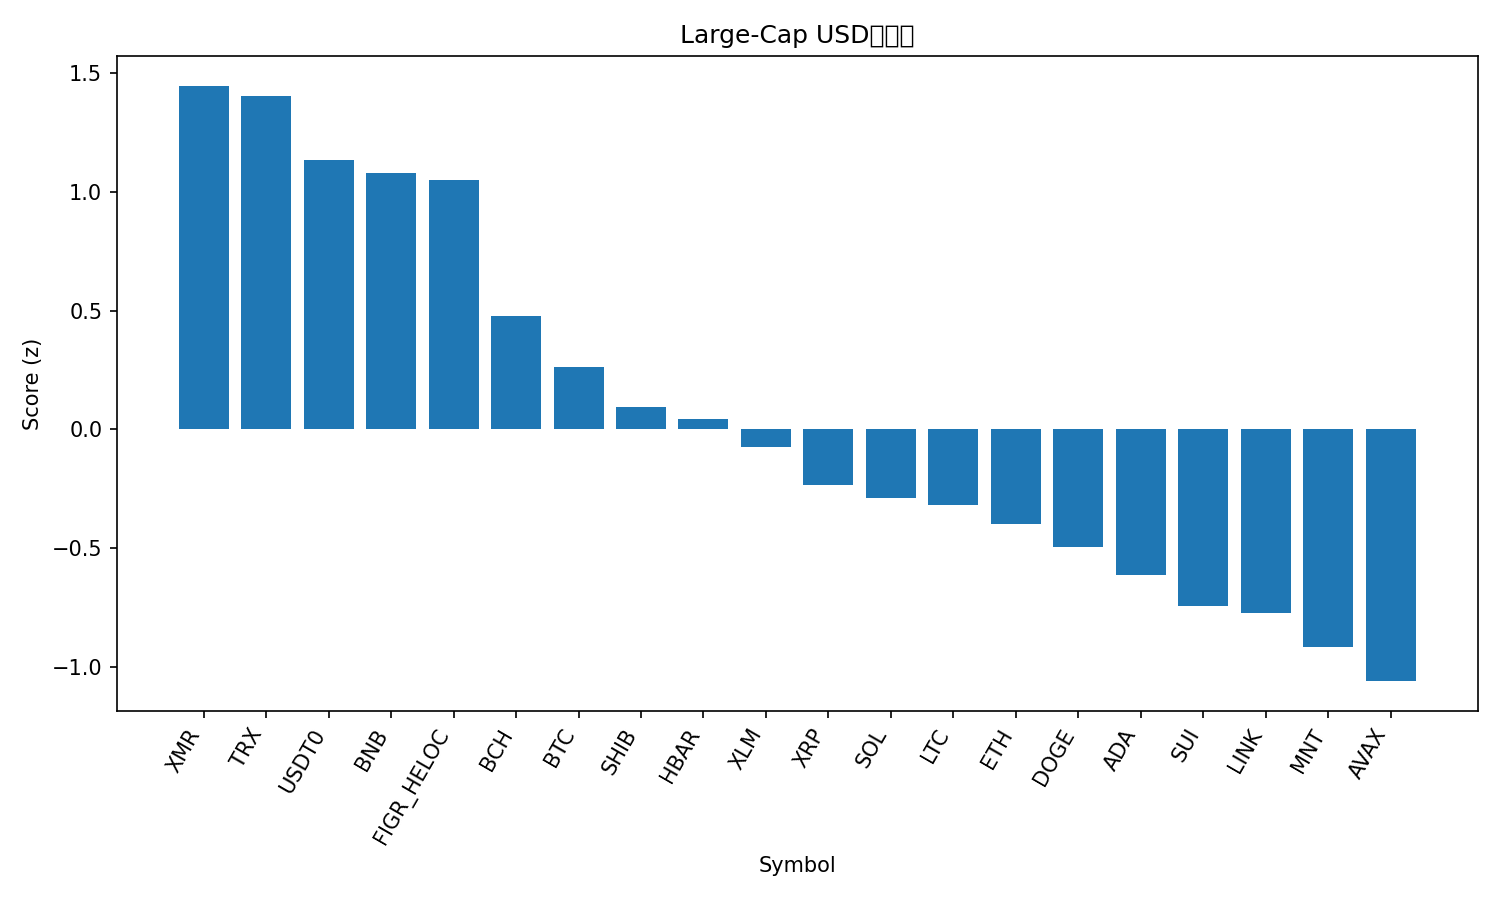 Large-Cap USD
1.5
1.0
0.5
0.0
−0.5
−1.0
Score (z)
XMR
TRX
USDT0
BNB
FIGR_HELOC
BCH
BTC
SHIB
HBAR
XLM
XRP
SOL
LTC
ETH
DOGE
ADA
SUI
LINK
MNT
AVAX
Symbol